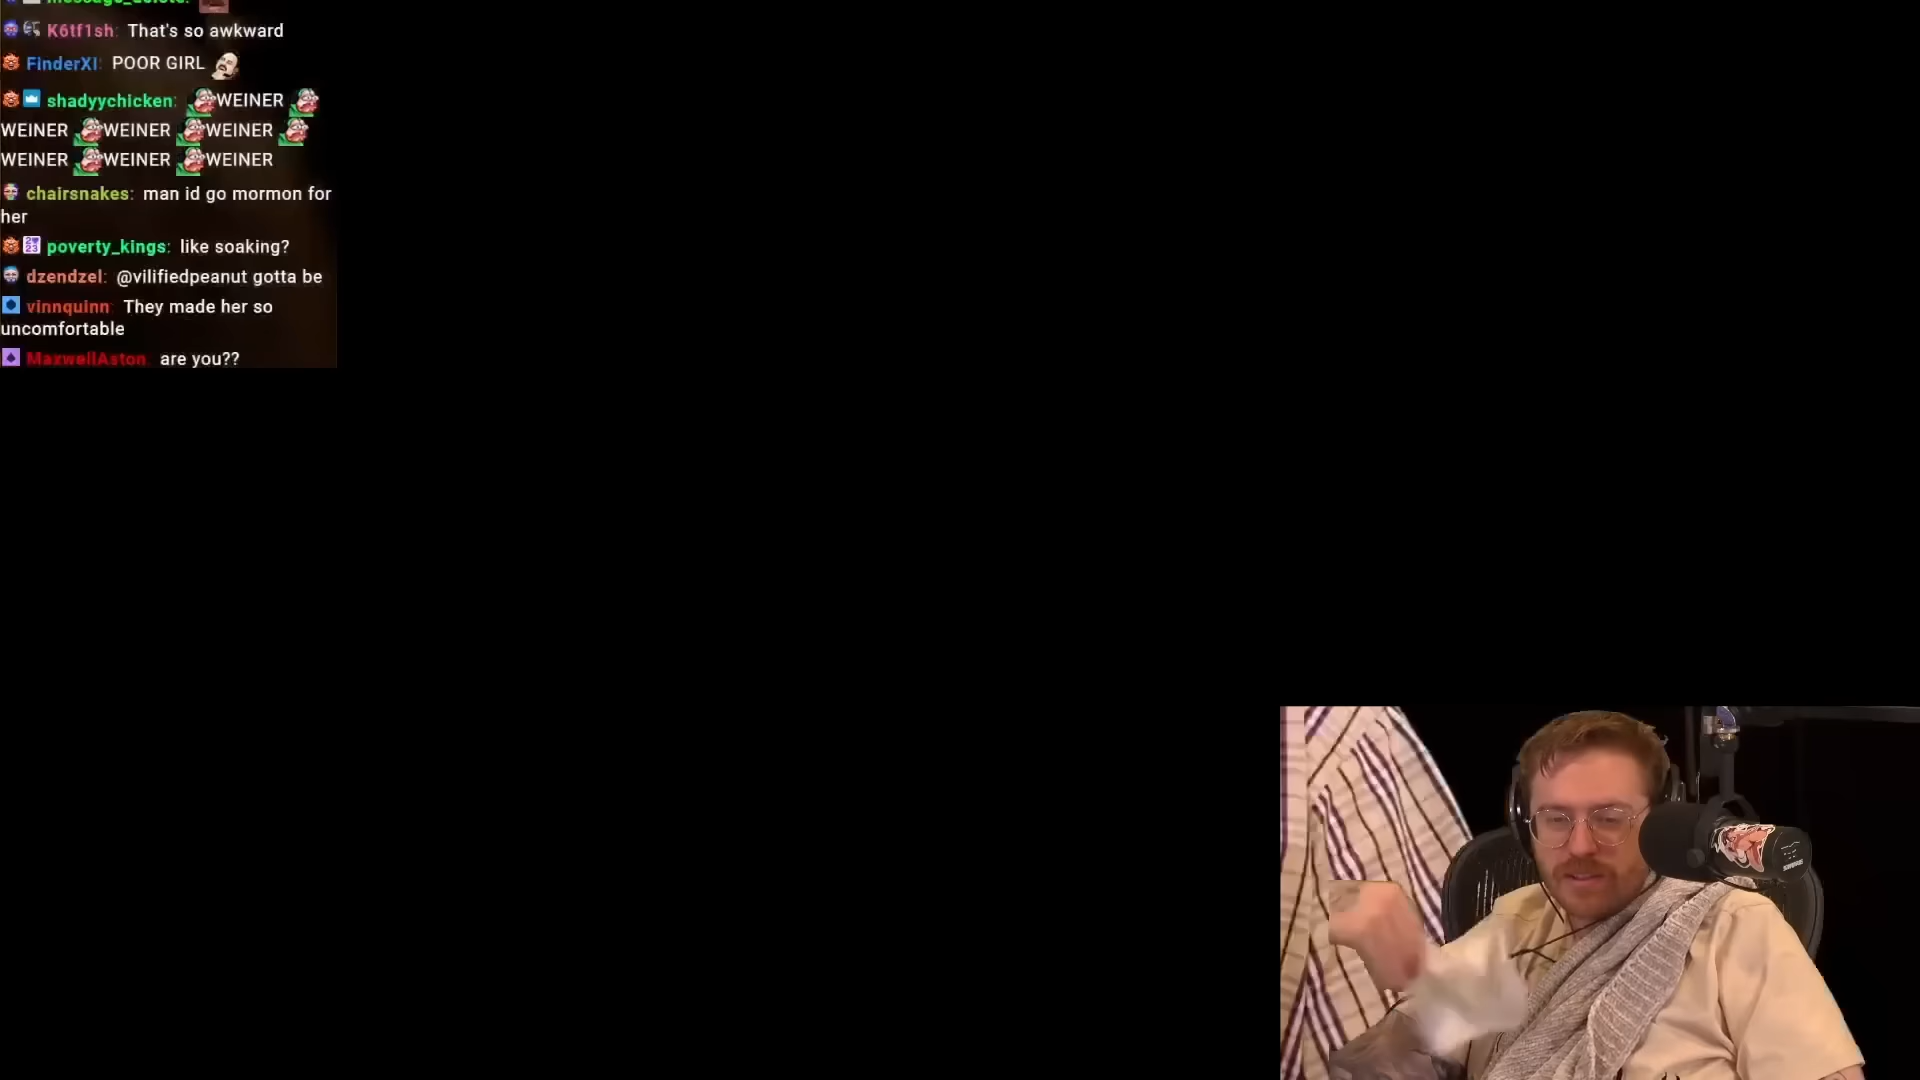 K6tf1sh: That's so awkward
FinderXI: POOR GIRL
shadyychicken: WEINER
WEINER WEINER WEINER
WEINER WEINER WEINER
chairsnakes: man id go mormon for
her
poverty_kings: like soaking?
dzendzel: @vilifiedpeanut gotta be
vinnquinn: They made her so
uncomfortable
MaxwellAston: are you??